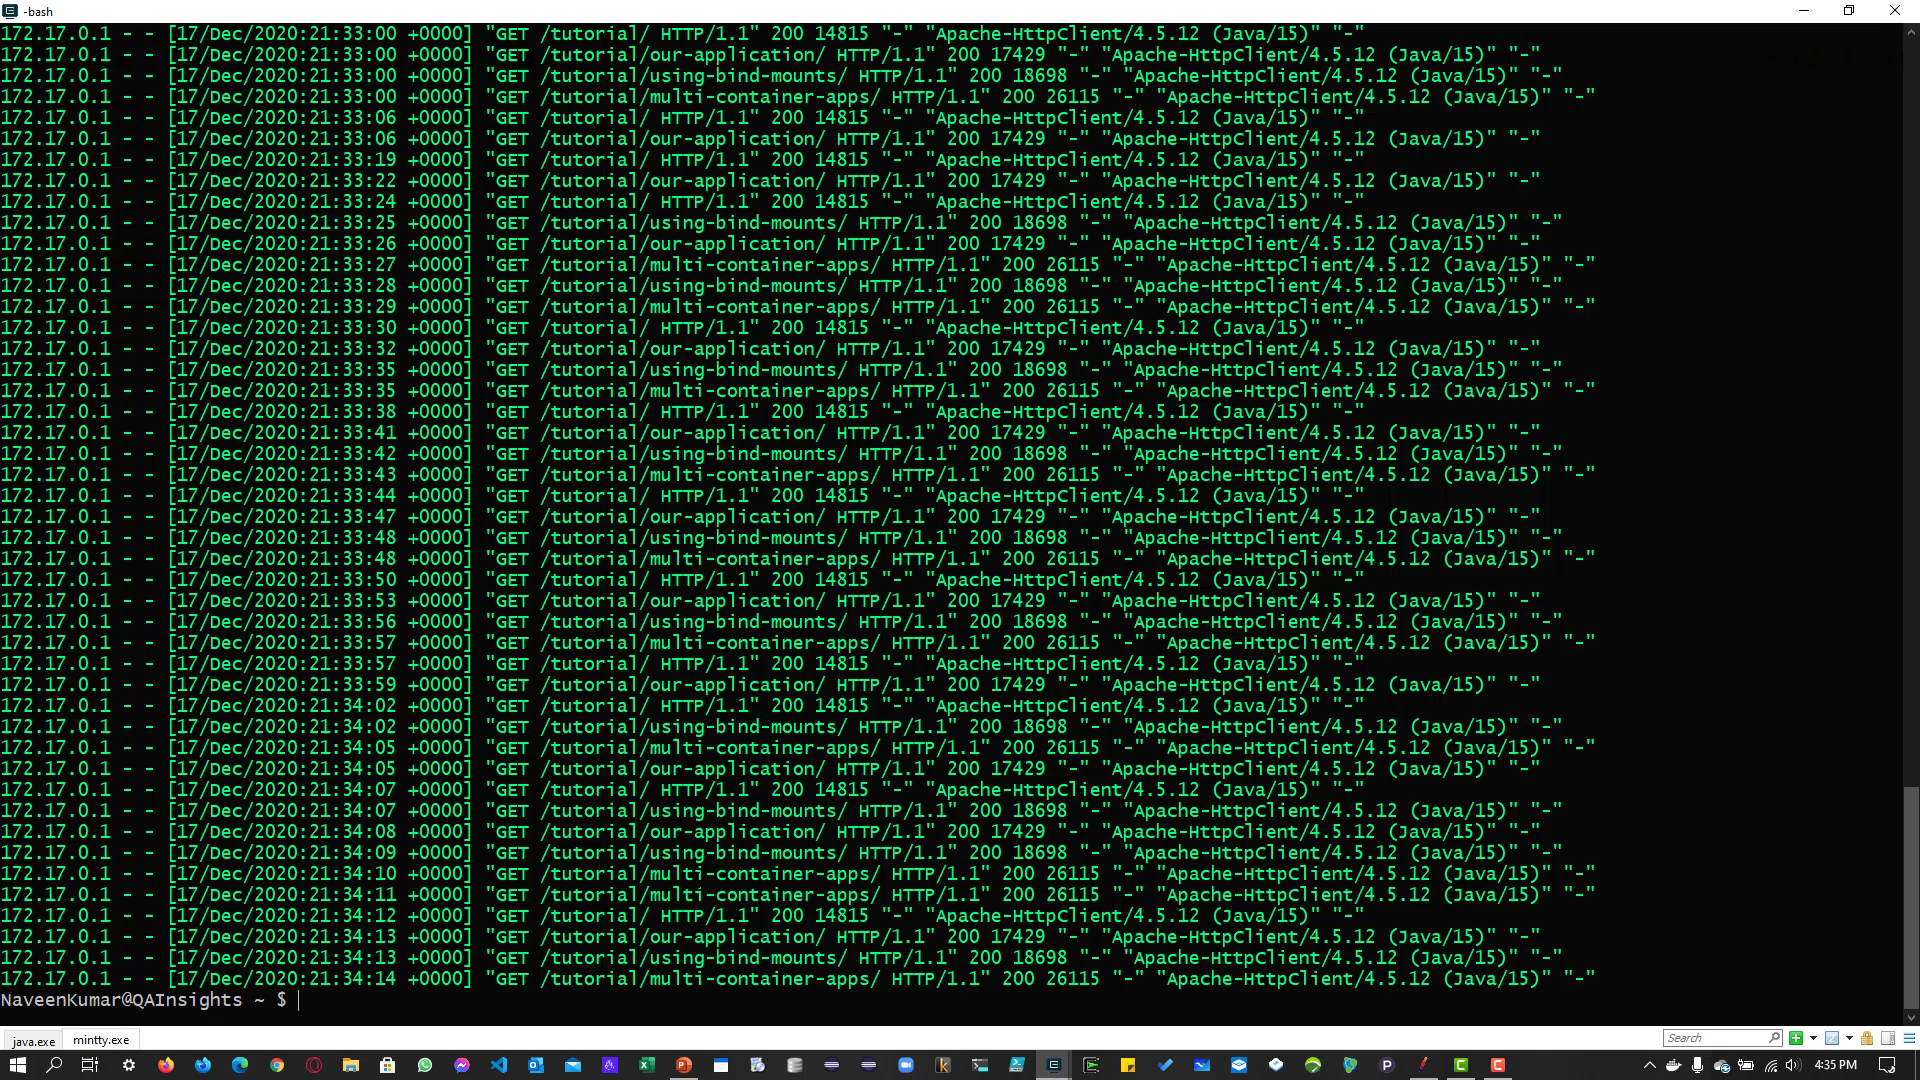 -bash
172.17.0.1 - - [17/Dec/2020:21:33:00 +0000] "GET /tutorial/ HTTP/1.1" 200 14815 "-" "Apache-HttpClient/4.5.12 (Java/15)" "-"
172.17.0.1 - - [17/Dec/2020:21:33:00 +0000] "GET /tutorial/our-application/ HTTP/1.1" 200 17429 "-" "Apache-HttpClient/4.5.12 (Java/15)" "-"
172.17.0.1 - - [17/Dec/2020:21:33:00 +0000] "GET /tutorial/using-bind-mounts/ HTTP/1.1" 200 18698 "-" "Apache-HttpClient/4.5.12 (Java/15)" "-"
172.17.0.1 - - [17/Dec/2020:21:33:00 +0000] "GET /tutorial/multi-container-apps/ HTTP/1.1" 200 26115 "-" "Apache-HttpClient/4.5.12 (Java/15)" "-"
172.17.0.1 - - [17/Dec/2020:21:33:06 +0000] "GET /tutorial/ HTTP/1.1" 200 14815 "-" "Apache-HttpClient/4.5.12 (Java/15)" "-"
172.17.0.1 - - [17/Dec/2020:21:33:06 +0000] "GET /tutorial/our-application/ HTTP/1.1" 200 17429 "-" "Apache-HttpClient/4.5.12 (Java/15)" "-"
172.17.0.1 - - [17/Dec/2020:21:33:19 +0000] "GET /tutorial/ HTTP/1.1" 200 14815 "-" "Apache-HttpClient/4.5.12 (Java/15)" "-"
172.17.0.1 - - [17/Dec/2020:21:33:22 +0000] "GET /tutorial/our-application/ HTTP/1.1" 200 17429 "-" "Apache-HttpClient/4.5.12 (Java/15)" "-"
172.17.0.1 - - [17/Dec/2020:21:33:24 +0000] "GET /tutorial/ HTTP/1.1" 200 14815 "-" "Apache-HttpClient/4.5.12 (Java/15)" "-"
172.17.0.1 - - [17/Dec/2020:21:33:25 +0000] "GET /tutorial/using-bind-mounts/ HTTP/1.1" 200 18698 "-" "Apache-HttpClient/4.5.12 (Java/15)" "-"
172.17.0.1 - - [17/Dec/2020:21:33:26 +0000] "GET /tutorial/our-application/ HTTP/1.1" 200 17429 "-" "Apache-HttpClient/4.5.12 (Java/15)" "-"
172.17.0.1 - - [17/Dec/2020:21:33:27 +0000] "GET /tutorial/multi-container-apps/ HTTP/1.1" 200 26115 "-" "Apache-HttpClient/4.5.12 (Java/15)" "-"
172.17.0.1 - - [17/Dec/2020:21:33:28 +0000] "GET /tutorial/using-bind-mounts/ HTTP/1.1" 200 18698 "-" "Apache-HttpClient/4.5.12 (Java/15)" "-"
172.17.0.1 - - [17/Dec/2020:21:33:29 +0000] "GET /tutorial/multi-container-apps/ HTTP/1.1" 200 26115 "-" "Apache-HttpClient/4.5.12 (Java/15)" "-"
172.17.0.1 - - [17/Dec/2020:21:33:30 +0000] "GET /tutorial/ HTTP/1.1" 200 14815 "-" "Apache-HttpClient/4.5.12 (Java/15)" "-"
172.17.0.1 - - [17/Dec/2020:21:33:32 +0000] "GET /tutorial/our-application/ HTTP/1.1" 200 17429 "-" "Apache-HttpClient/4.5.12 (Java/15)" "-"
172.17.0.1 - - [17/Dec/2020:21:33:35 +0000] "GET /tutorial/using-bind-mounts/ HTTP/1.1" 200 18698 "-" "Apache-HttpClient/4.5.12 (Java/15)" "-"
172.17.0.1 - - [17/Dec/2020:21:33:35 +0000] "GET /tutorial/multi-container-apps/ HTTP/1.1" 200 26115 "-" "Apache-HttpClient/4.5.12 (Java/15)" "-"
172.17.0.1 - - [17/Dec/2020:21:33:38 +0000] "GET /tutorial/ HTTP/1.1" 200 14815 "-" "Apache-HttpClient/4.5.12 (Java/15)" "-"
172.17.0.1 - - [17/Dec/2020:21:33:41 +0000] "GET /tutorial/our-application/ HTTP/1.1" 200 17429 "-" "Apache-HttpClient/4.5.12 (Java/15)" "-"
172.17.0.1 - - [17/Dec/2020:21:33:42 +0000] "GET /tutorial/using-bind-mounts/ HTTP/1.1" 200 18698 "-" "Apache-HttpClient/4.5.12 (Java/15)" "-"
172.17.0.1 - - [17/Dec/2020:21:33:43 +0000] "GET /tutorial/multi-container-apps/ HTTP/1.1" 200 26115 "-" "Apache-HttpClient/4.5.12 (Java/15)" "-"
172.17.0.1 - - [17/Dec/2020:21:33:44 +0000] "GET /tutorial/ HTTP/1.1" 200 14815 "-" "Apache-HttpClient/4.5.12 (Java/15)" "-"
172.17.0.1 - - [17/Dec/2020:21:33:47 +0000] "GET /tutorial/our-application/ HTTP/1.1" 200 17429 "-" "Apache-HttpClient/4.5.12 (Java/15)" "-"
172.17.0.1 - - [17/Dec/2020:21:33:48 +0000] "GET /tutorial/using-bind-mounts/ HTTP/1.1" 200 18698 "-" "Apache-HttpClient/4.5.12 (Java/15)" "-"
172.17.0.1 - - [17/Dec/2020:21:33:48 +0000] "GET /tutorial/multi-container-apps/ HTTP/1.1" 200 26115 "-" "Apache-HttpClient/4.5.12 (Java/15)" "-"
172.17.0.1 - - [17/Dec/2020:21:33:50 +0000] "GET /tutorial/ HTTP/1.1" 200 14815 "-" "Apache-HttpClient/4.5.12 (Java/15)" "-"
172.17.0.1 - - [17/Dec/2020:21:33:53 +0000] "GET /tutorial/our-application/ HTTP/1.1" 200 17429 "-" "Apache-HttpClient/4.5.12 (Java/15)" "-"
172.17.0.1 - - [17/Dec/2020:21:33:56 +0000] "GET /tutorial/using-bind-mounts/ HTTP/1.1" 200 18698 "-" "Apache-HttpClient/4.5.12 (Java/15)" "-"
172.17.0.1 - - [17/Dec/2020:21:33:57 +0000] "GET /tutorial/multi-container-apps/ HTTP/1.1" 200 26115 "-" "Apache-HttpClient/4.5.12 (Java/15)" "-"
172.17.0.1 - - [17/Dec/2020:21:33:57 +0000] "GET /tutorial/ HTTP/1.1" 200 14815 "-" "Apache-HttpClient/4.5.12 (Java/15)" "-"
172.17.0.1 - - [17/Dec/2020:21:33:59 +0000] "GET /tutorial/our-application/ HTTP/1.1" 200 17429 "-" "Apache-HttpClient/4.5.12 (Java/15)" "-"
172.17.0.1 - - [17/Dec/2020:21:34:02 +0000] "GET /tutorial/ HTTP/1.1" 200 14815 "-" "Apache-HttpClient/4.5.12 (Java/15)" "-"
172.17.0.1 - - [17/Dec/2020:21:34:02 +0000] "GET /tutorial/using-bind-mounts/ HTTP/1.1" 200 18698 "-" "Apache-HttpClient/4.5.12 (Java/15)" "-"
172.17.0.1 - - [17/Dec/2020:21:34:05 +0000] "GET /tutorial/multi-container-apps/ HTTP/1.1" 200 26115 "-" "Apache-HttpClient/4.5.12 (Java/15)" "-"
172.17.0.1 - - [17/Dec/2020:21:34:05 +0000] "GET /tutorial/our-application/ HTTP/1.1" 200 17429 "-" "Apache-HttpClient/4.5.12 (Java/15)" "-"
172.17.0.1 - - [17/Dec/2020:21:34:07 +0000] "GET /tutorial/ HTTP/1.1" 200 14815 "-" "Apache-HttpClient/4.5.12 (Java/15)" "-"
172.17.0.1 - - [17/Dec/2020:21:34:07 +0000] "GET /tutorial/using-bind-mounts/ HTTP/1.1" 200 18698 "-" "Apache-HttpClient/4.5.12 (Java/15)" "-"
172.17.0.1 - - [17/Dec/2020:21:34:08 +0000] "GET /tutorial/our-application/ HTTP/1.1" 200 17429 "-" "Apache-HttpClient/4.5.12 (Java/15)" "-"
172.17.0.1 - - [17/Dec/2020:21:34:09 +0000] "GET /tutorial/using-bind-mounts/ HTTP/1.1" 200 18698 "-" "Apache-HttpClient/4.5.12 (Java/15)" "-"
172.17.0.1 - - [17/Dec/2020:21:34:10 +0000] "GET /tutorial/multi-container-apps/ HTTP/1.1" 200 26115 "-" "Apache-HttpClient/4.5.12 (Java/15)" "-"
172.17.0.1 - - [17/Dec/2020:21:34:11 +0000] "GET /tutorial/multi-container-apps/ HTTP/1.1" 200 26115 "-" "Apache-HttpClient/4.5.12 (Java/15)" "-"
172.17.0.1 - - [17/Dec/2020:21:34:12 +0000] "GET /tutorial/ HTTP/1.1" 200 14815 "-" "Apache-HttpClient/4.5.12 (Java/15)" "-"
172.17.0.1 - - [17/Dec/2020:21:34:13 +0000] "GET /tutorial/our-application/ HTTP/1.1" 200 17429 "-" "Apache-HttpClient/4.5.12 (Java/15)" "-"
172.17.0.1 - - [17/Dec/2020:21:34:13 +0000] "GET /tutorial/using-bind-mounts/ HTTP/1.1" 200 18698 "-" "Apache-HttpClient/4.5.12 (Java/15)" "-"
172.17.0.1 - - [17/Dec/2020:21:34:14 +0000] "GET /tutorial/multi-container-apps/ HTTP/1.1" 200 26115 "-" "Apache-HttpClient/4.5.12 (Java/15)" "-"
NaveenKumar@QAInsights ~ $
java.exe mintty.exe Search
4:35 PM